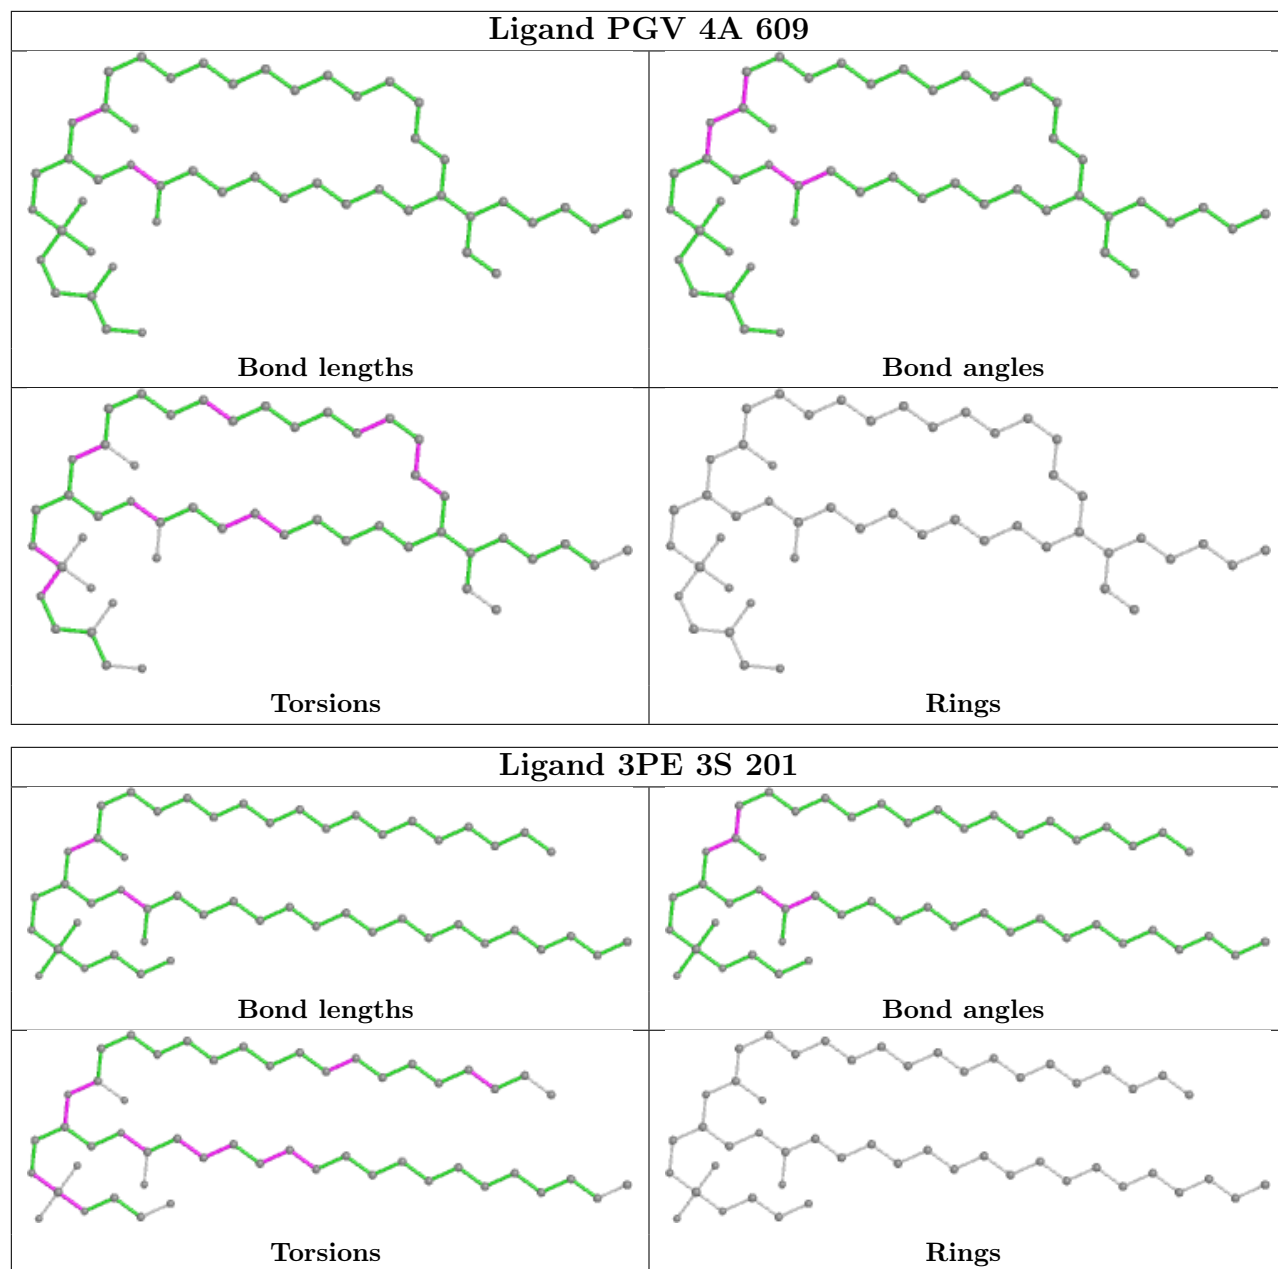 Ligand PGV 4A 609
Bond lengths
Bond angles
Torsions
Rings
Ligand 3PE 3S 201
Bond lengths
Bond angles
Torsions
Rings